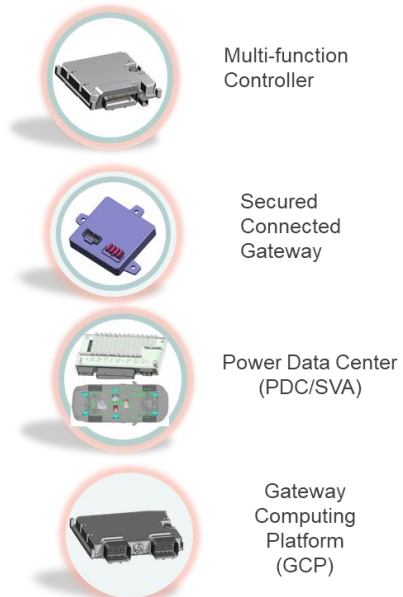 Multi-function
Controller
Secured
Connected
Gateway
Power Data Center
(PDC/SVA)
Gateway
Computing
Platform
(GCP)